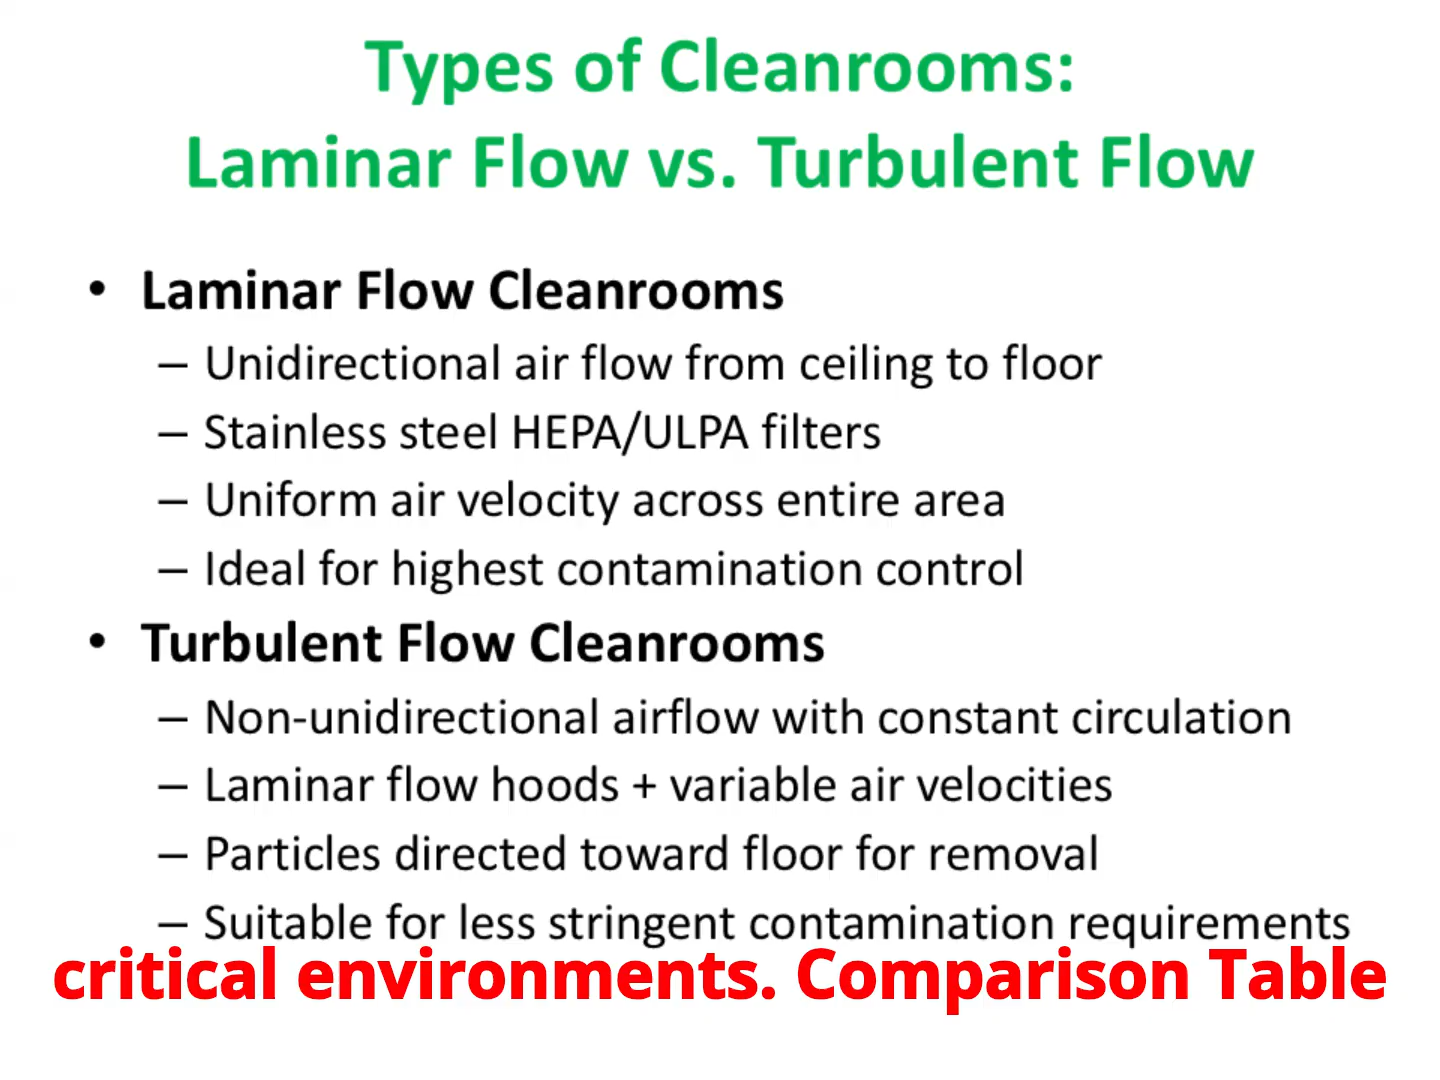 Types of Cleanrooms:
Laminar Flow vs. Turbulent Flow
• Laminar Flow Cleanrooms
– Unidirectional air flow from ceiling to floor
– Stainless steel HEPA/ULPA filters
– Uniform air velocity across entire area
– Ideal for highest contamination control
• Turbulent Flow Cleanrooms
– Non-unidirectional airflow with constant circulation
– Laminar flow hoods + variable air velocities
– Particles directed toward floor for removal
– Suitable for less stringent contamination requirements
critical environments. Comparison Table